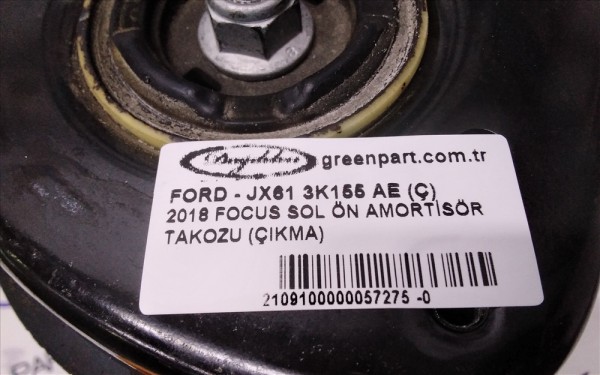 greenpart.com.tr
FORD - JX61 3K155 AE (Ç)
2018 FOCUS SOL ÖN AMORTİSÖR
TAKOZU (ÇIKMA)
2109100000057275 -0